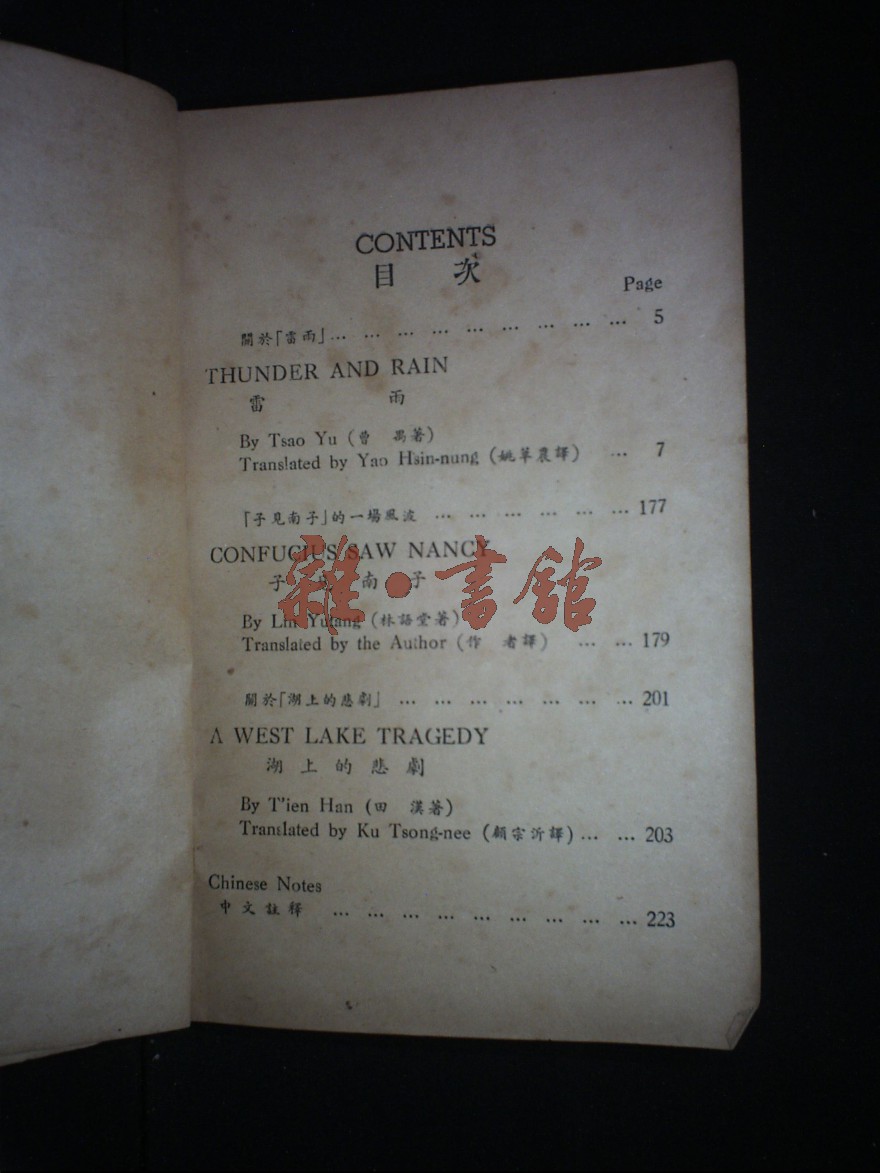 CONTENTS
目 次
Page
關於「雷雨」... ... ... ... ... ... ... ... ... 5
THUNDER AND RAIN
雷 雨
By Tsao Yu (曹 禺著)
Translated by Yao Hsin-nung (姚莘農譯) ... 7
「子見南子」的一場風波 ... ... ... ... ... ... 177
CONFUCIUS SAW NANCY
子 見 南 子
By Lin Yutang (林語堂著)
Translated by the Author (作 者譯) ... ... 179
關於「湖上的悲劇」 ... ... ... ... ... ... ... 201
A WEST LAKE TRAGEDY
湖 上 的 悲 劇
By T'ien Han (田 漢著)
Translated by Ku Tsong-nee (顧宗沂譯) ... ... 203
Chinese Notes
中 文 註 釋 ... ... ... ... ... ... ... ... ... 223
雜·書館